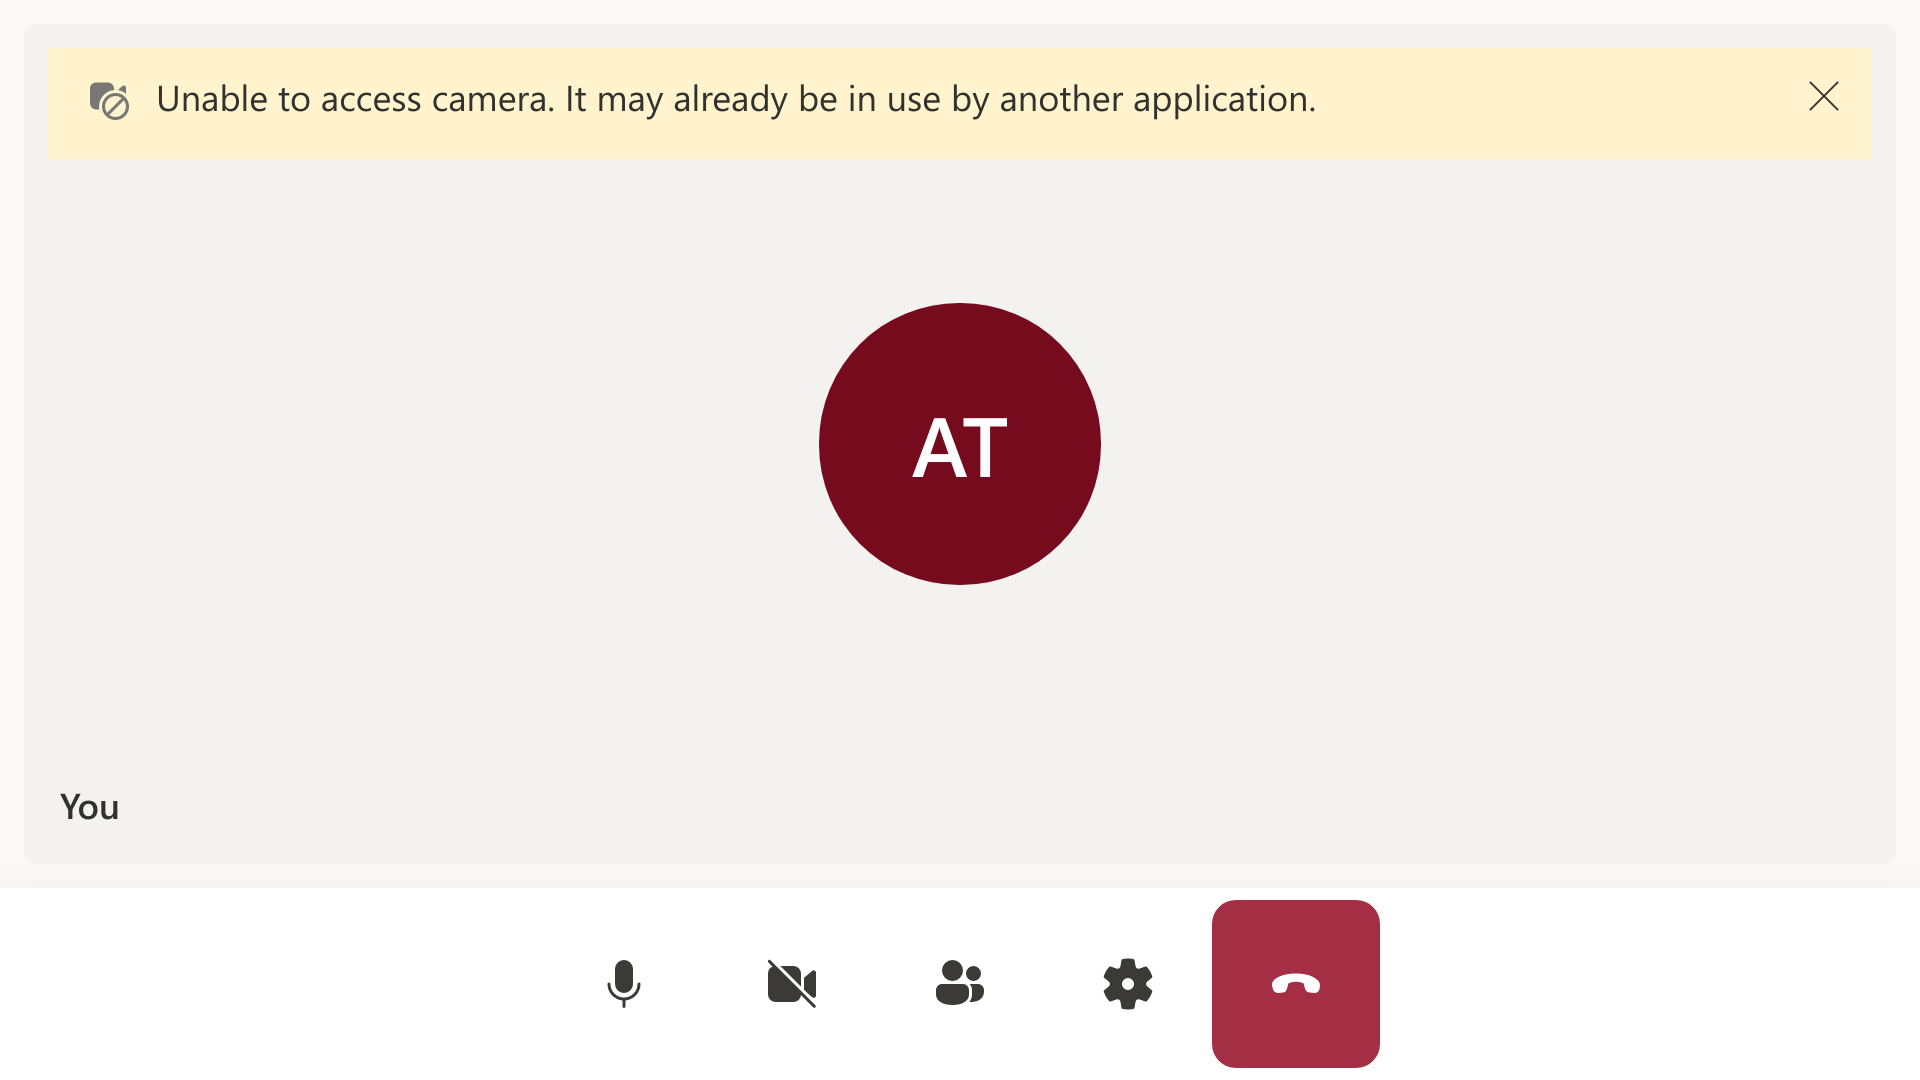 Unable to access camera. It may already be in use by another application.
AT
You